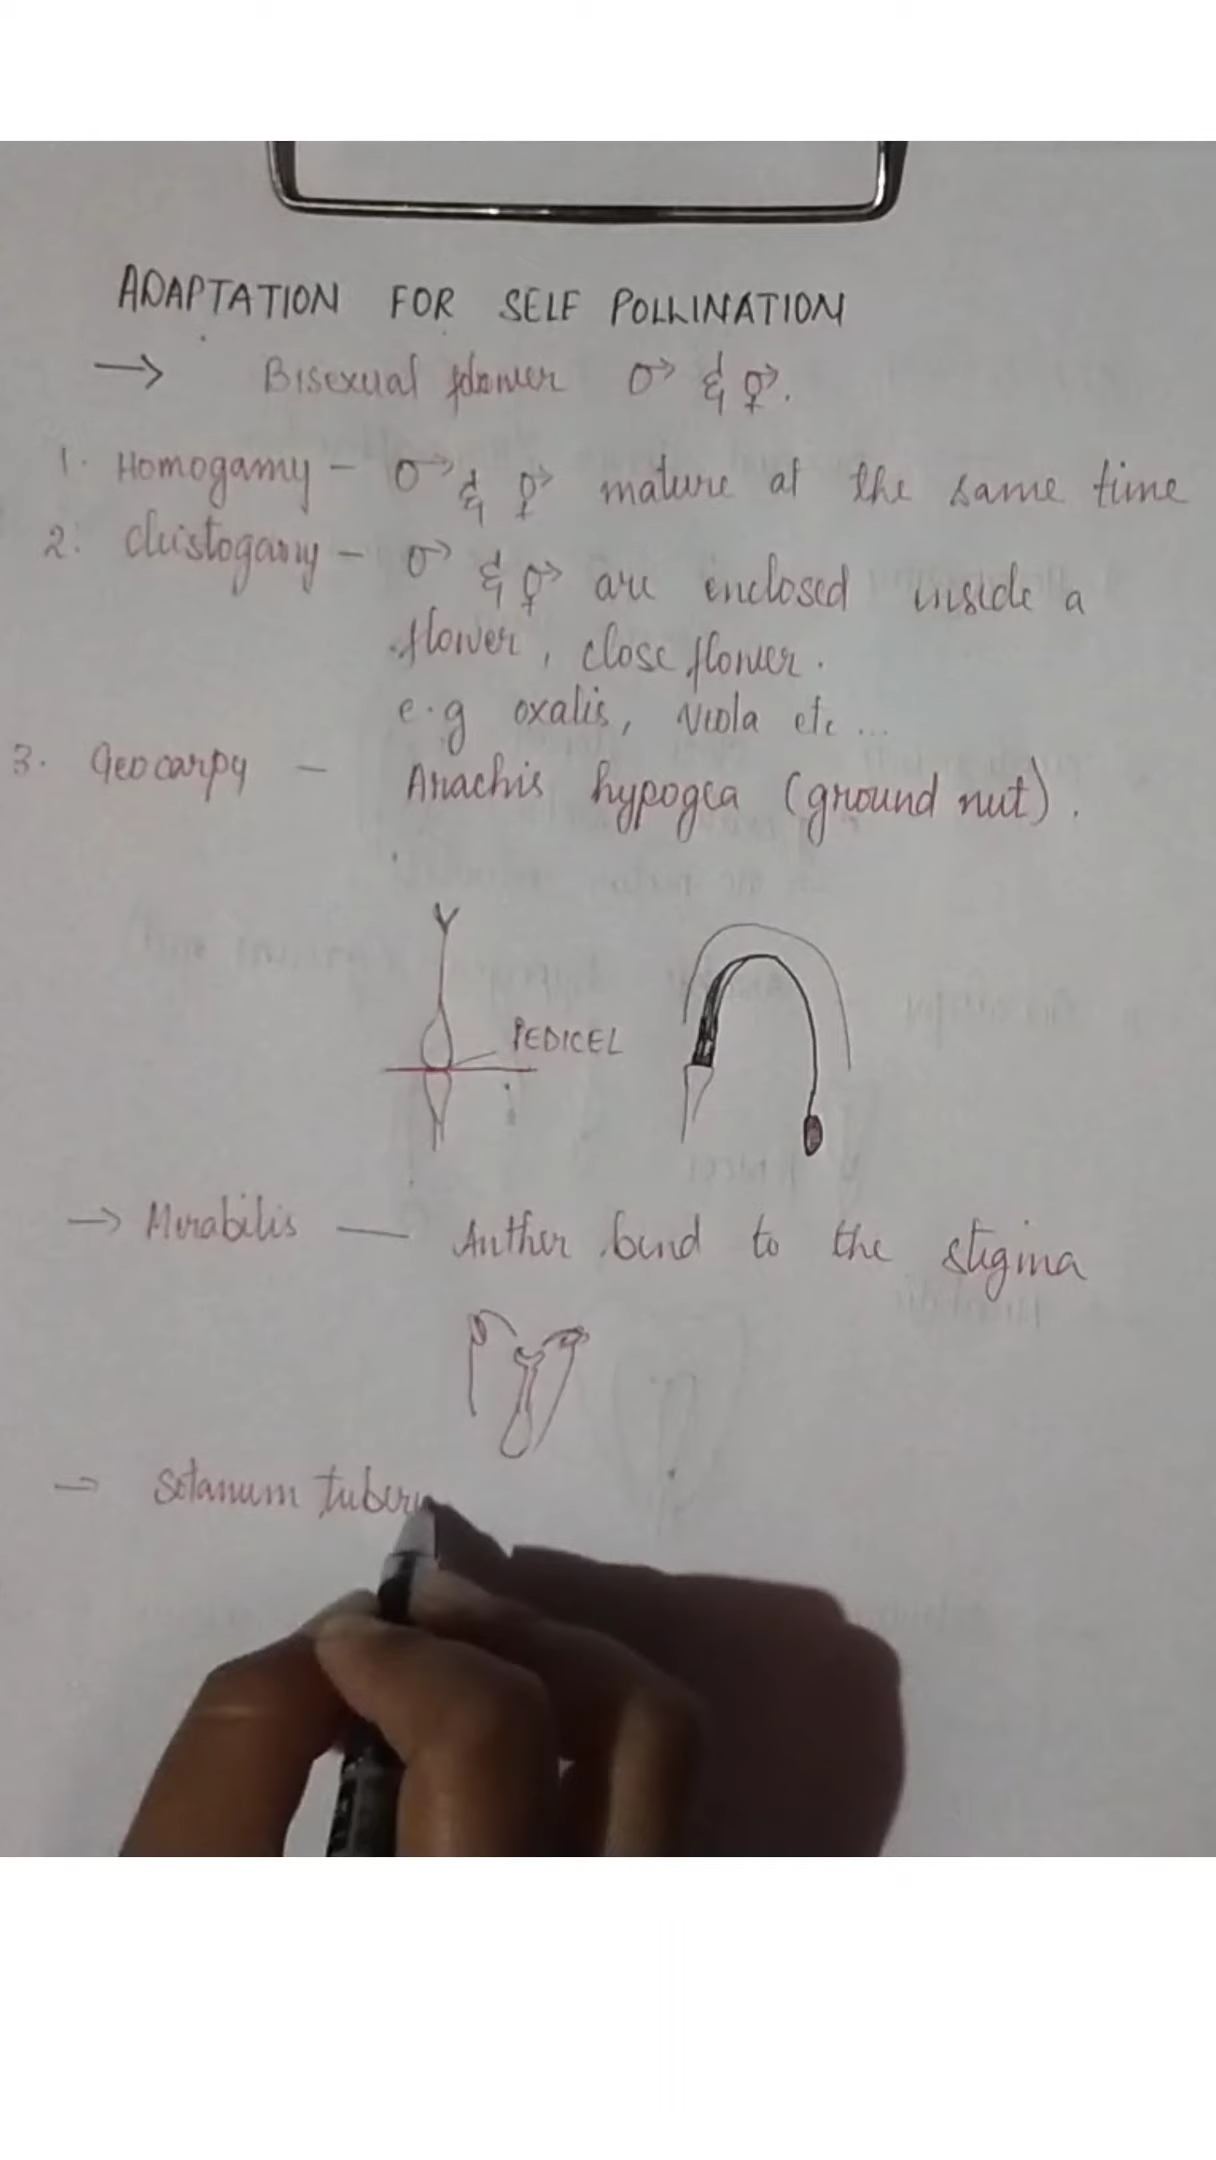 ADAPTATION FOR SELF POLLINATION
→ Bisexual flower ♂ & ⚥.
1. Homogamy - ♂ & ⚥ mature at the same time
2. cleistogamy - ♂ & ⚥ are enclosed inside a
flower, close flower.
e.g oxalis, viola etc...
3. Geocarpy - Arachis hypogea (ground nut).
PEDICEL
→ Mirabilis — Anther bend to the stigma
→ Solanum tuber